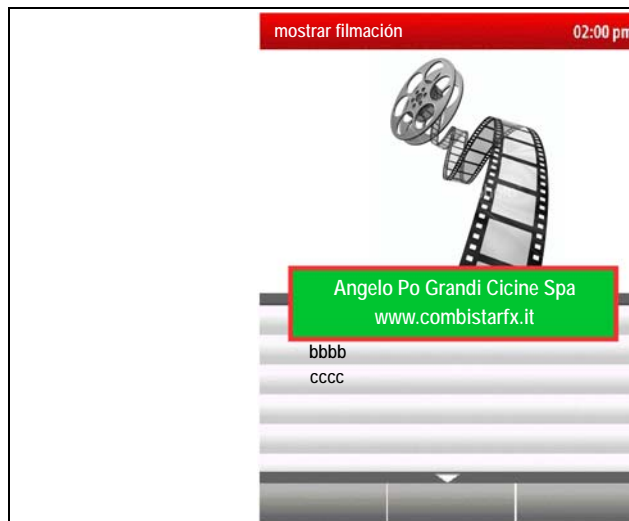 mostrar filmación
02:00 pm
Angelo Po Grandi Cicine Spa
www.combistarfx.it
bbbb
cccc